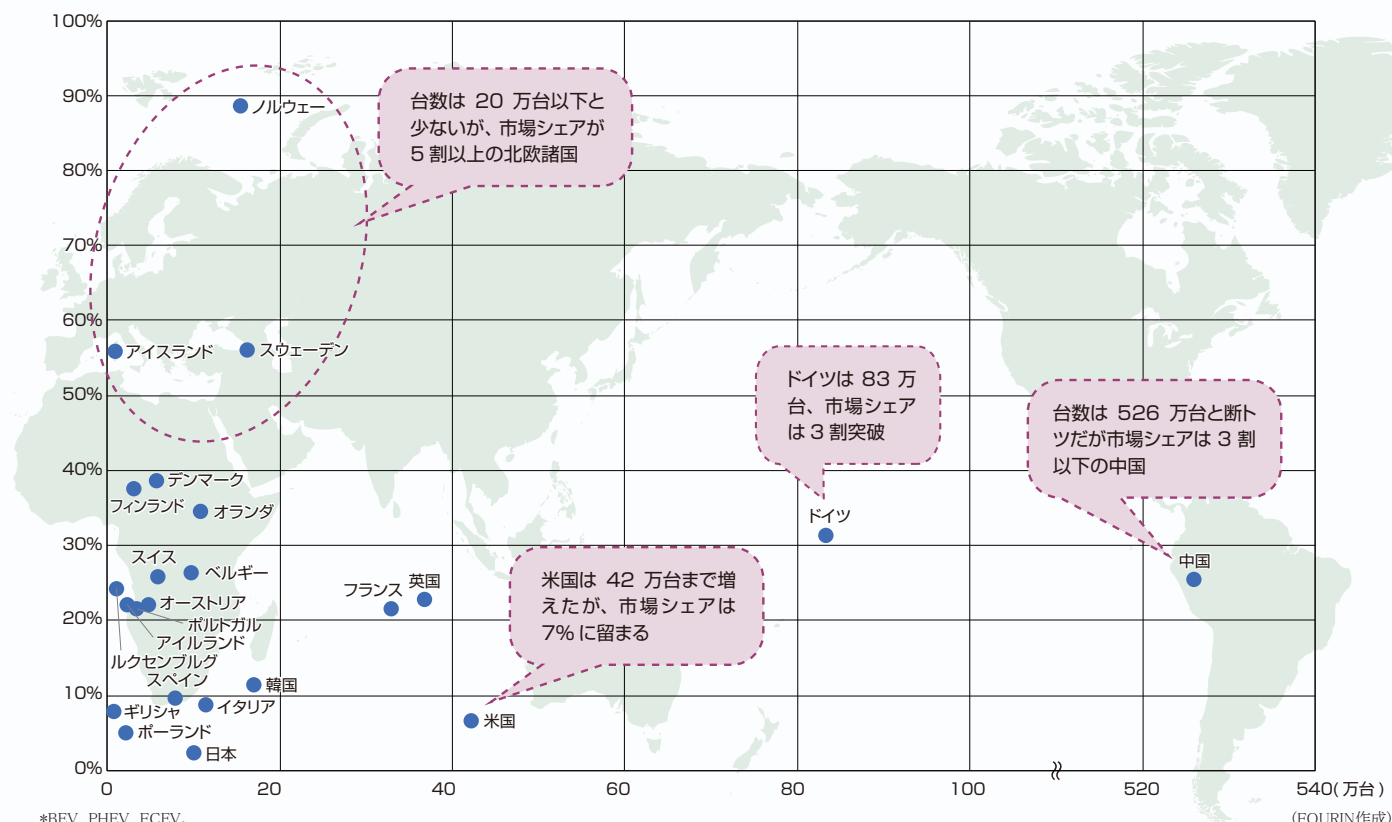 100%
90%
80%
70%
60%
50%
40%
30%
20%
10%
0%
ノルウェー
台数は 20 万台以下と
少ないが、市場シェアが
5 割以上の北欧諸国
アイスランド
スウェーデン
ドイツは 83 万
台、市場シェア
は 3 割突破
台数は 526 万台と断ト
ツだが市場シェアは 3 割
以下の中国
デンマーク
フィンランド
オランダ
ドイツ
スイス
ベルギー
フランス
英国
米国は 42 万台まで増
えたが、市場シェアは
7% に留まる
中国
オーストリア
ポルトガル
アイルランド
ルクセンブルグ
スペイン
韓国
ギリシャ
イタリア
ポーランド
米国
日本
0 20 40 60 80 100 520 540(万台)
*BEV、PHEV、FCEV。
(FOURIN作成)